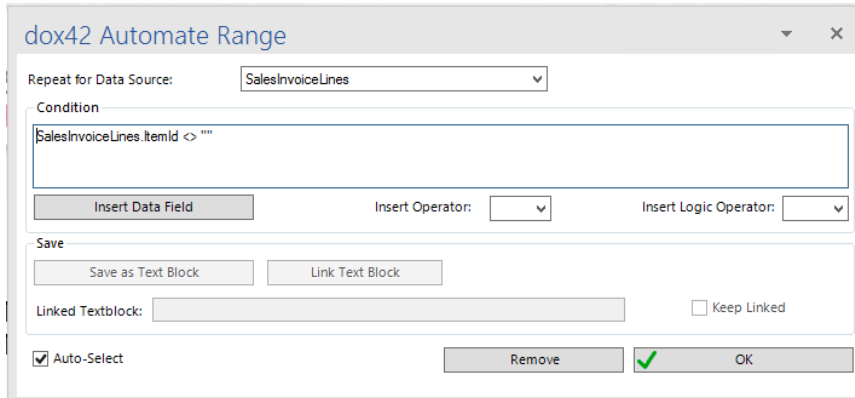 dox42 Automate Range
Repeat for Data Source: SalesInvoiceLines
Condition
SalesInvoiceLines.ItemId <> ""
Insert Data Field Insert Operator: Insert Logic Operator:
Save
Save as Text Block Link Text Block
Linked Textblock: Keep Linked
Auto-Select Remove OK